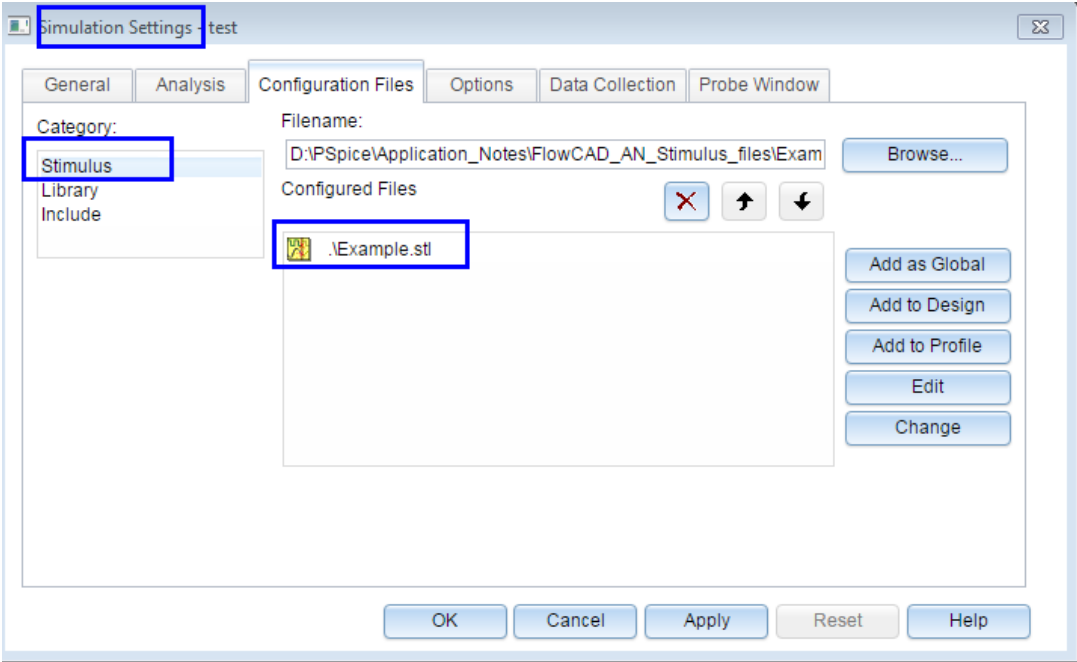 Simulation Settings - test
General Analysis Configuration Files Options Data Collection Probe Window
Category:
Stimulus
Library
Include
Filename:
D:\PSpice\Application_Notes\FlowCAD_AN_Stimulus_files\Exam
Browse...
Configured Files
.\Example.stl
Add as Global
Add to Design
Add to Profile
Edit
Change
OK Cancel Apply Reset Help